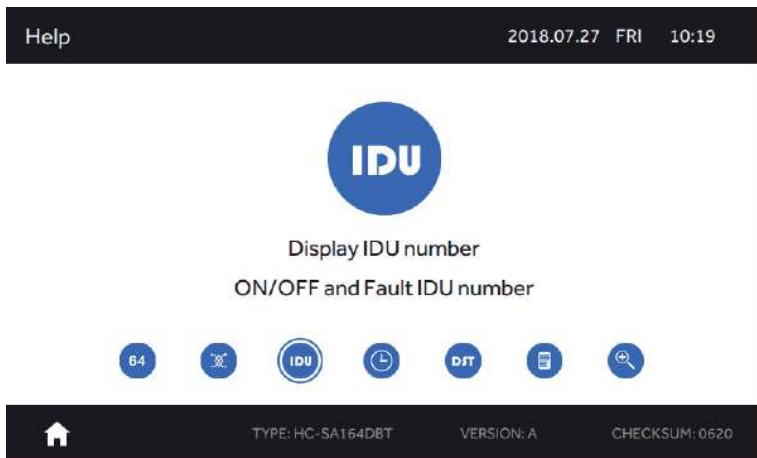 Help 2018.07.27 FRI 10:19
IDU
Display IDU number
ON/OFF and Fault IDU number
64 IDU DST
TYPE: HC-SA164DBT VERSION: A CHECKSUM: 0620